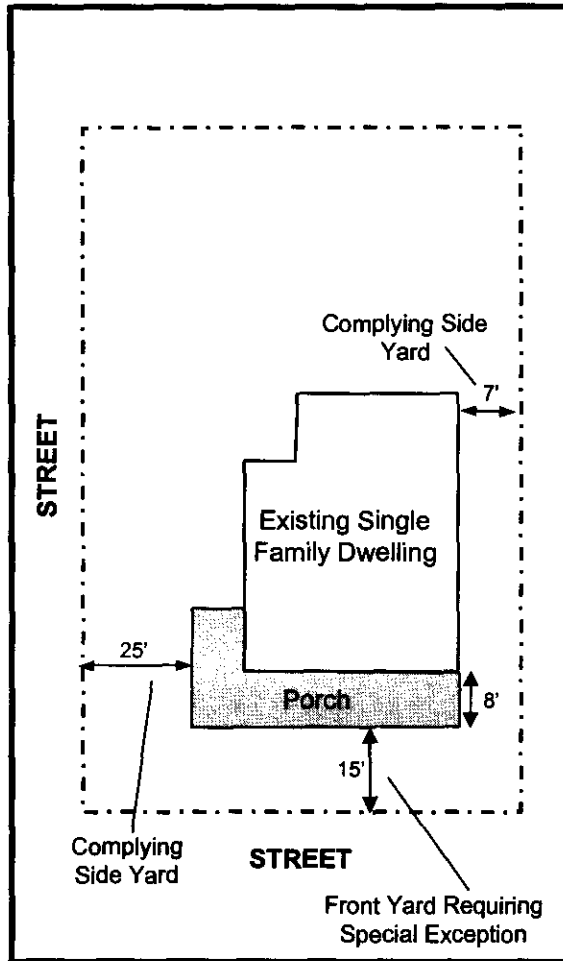 Complying Side
Yard
7'
STREET
Existing Single
Family Dwelling
25'
Porch
8'
15'
Complying
Side Yard
STREET
Front Yard Requiring
Special Exception